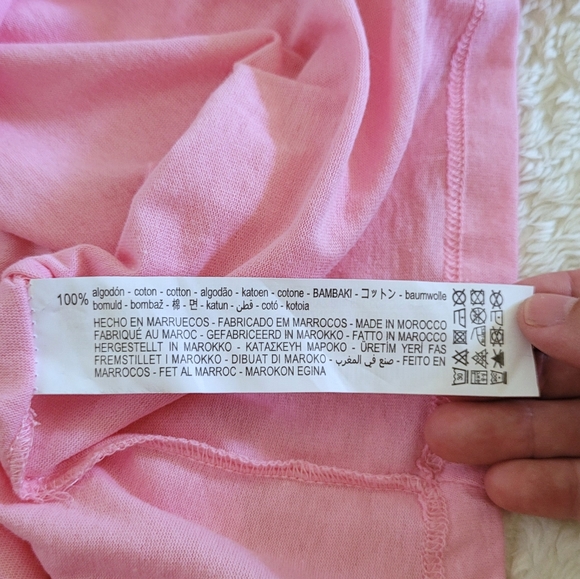 100% algodón - coton - cotton - algodão - katoen - cotone - BAMBAKI - コットン - baumwolle
bomuld - bombaž - 棉 - 면 - katun - قطن - cotó - kotoia
HECHO EN MARRUECOS - FABRICADO EM MARROCOS - MADE IN MOROCCO
FABRIQUÉ AU MAROC - GEFABRICEERD IN MAROKKO - FATTO IN MAROCCO
HERGESTELLT IN MAROKKO - ΚΑΤΑΣΚΕΥΗ ΜΑΡΟΚΟ - ÜRETİM YERİ FAS
FREMSTILLET I MAROKKO - DIBUAT DI MAROKO - صنع في المغرب - FEITO EN
MARROCOS - FET AL MARROC - MAROKON EGINA